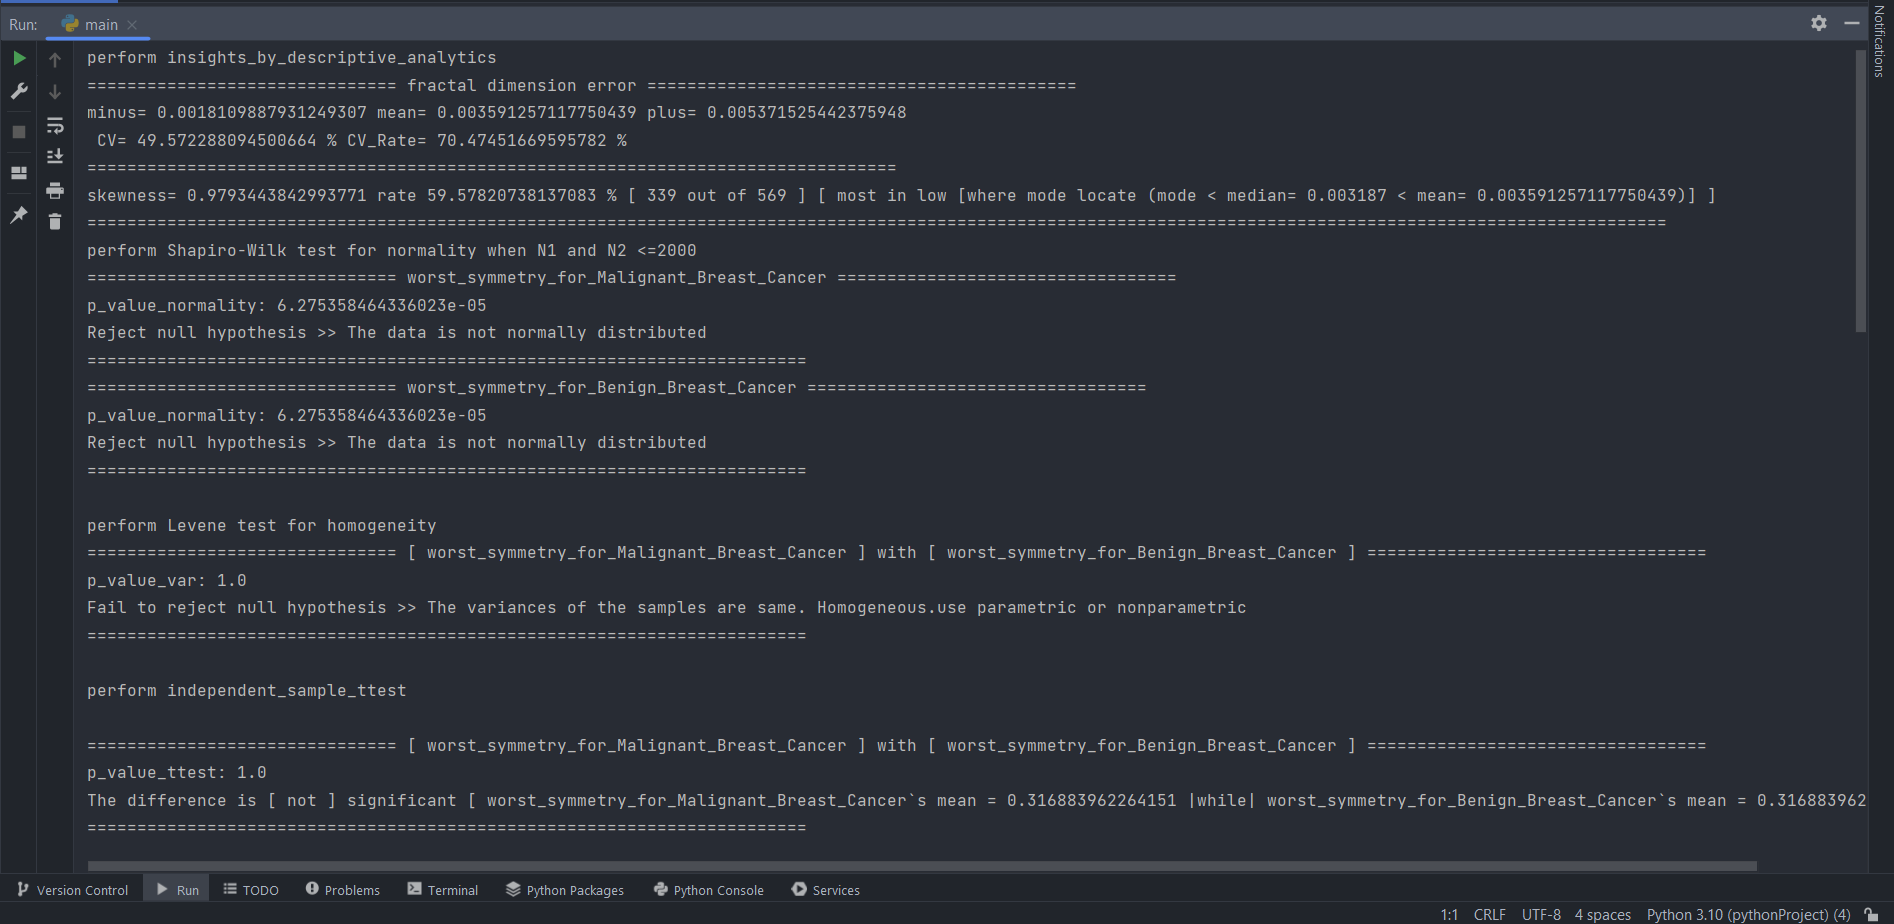 Run: main
Notifications
perform insights_by_descriptive_analytics
=============================== fractal dimension error ===========================================
minus= 0.0018109887931249307 mean= 0.003591257117750439 plus= 0.005371525442375948
CV= 49.572288094500664 % CV_Rate= 70.47451669595782 %
=================================================================================
skewness= 0.9793443842993771 rate 59.57820738137083 % [ 339 out of 569 ] [ most in low [where mode locate (mode < median= 0.003187 < mean= 0.003591257117750439)] ]
==============================================================================================================================================================
perform Shapiro-Wilk test for normality when N1 and N2 <=2000
=============================== worst_symmetry_for_Malignant_Breast_Cancer ==================================
p_value_normality: 6.275358464336023e-05
Reject null hypothesis >> The data is not normally distributed
========================================================================
=============================== worst_symmetry_for_Benign_Breast_Cancer ==================================
p_value_normality: 6.275358464336023e-05
Reject null hypothesis >> The data is not normally distributed
========================================================================
perform Levene test for homogeneity
=============================== [ worst_symmetry_for_Malignant_Breast_Cancer ] with [ worst_symmetry_for_Benign_Breast_Cancer ] ==================================
p_value_var: 1.0
Fail to reject null hypothesis >> The variances of the samples are same. Homogeneous.use parametric or nonparametric
========================================================================
perform independent_sample_ttest
=============================== [ worst_symmetry_for_Malignant_Breast_Cancer ] with [ worst_symmetry_for_Benign_Breast_Cancer ] ==================================
p_value_ttest: 1.0
The difference is [ not ] significant [ worst_symmetry_for_Malignant_Breast_Cancer`s mean = 0.316883962264151 |while| worst_symmetry_for_Benign_Breast_Cancer`s mean = 0.316883962
========================================================================
Version Control Run TODO Problems Terminal Python Packages Python Console Services
1:1 CRLF UTF-8 4 spaces Python 3.10 (pythonProject) (4)